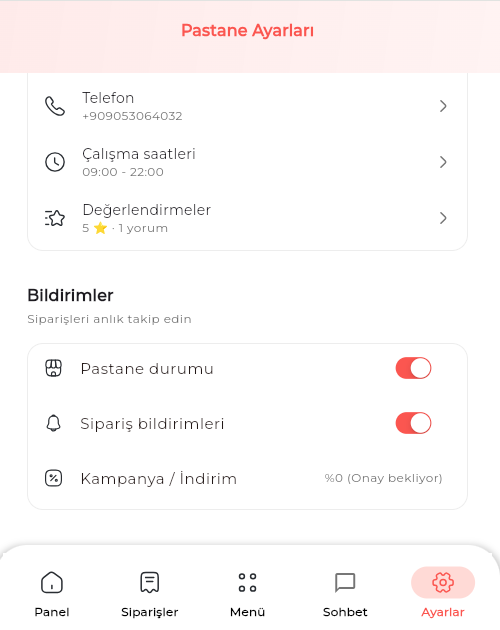 Pastane Ayarları
Telefon
+909053064032
Çalışma saatleri
09:00 - 22:00
Değerlendirmeler
5 ⭐ · 1 yorum
Bildirimler
Siparişleri anlık takip edin
Pastane durumu
Sipariş bildirimleri
Kampanya / İndirim
%0 (Onay bekliyor)
Panel
Siparişler
Menü
Sohbet
Ayarlar